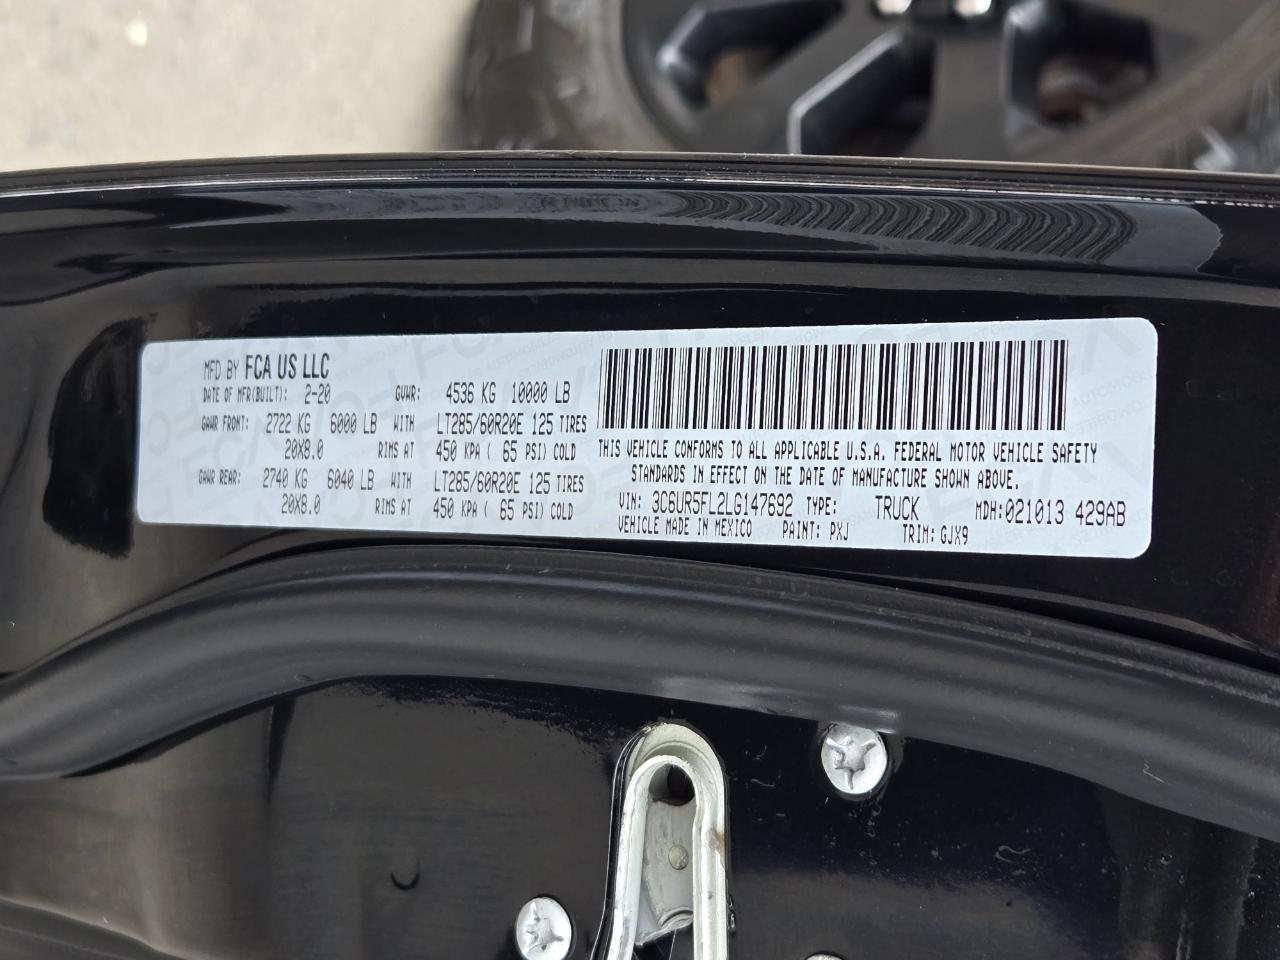 MFD BY FCA US LLC
DATE OF MFR(BUILT): 2-20 GVWR: 4536 KG 10000 LB
GAWR FRONT: 2722 KG 6000 LB WITH LT285/60R20E 125 TIRES
20X8.0 RIMS AT 450 KPA ( 65 PSI) COLD
GAWR REAR: 2740 KG 6040 LB WITH LT285/60R20E 125 TIRES
20X8.0 RIMS AT 450 KPA ( 65 PSI) COLD
THIS VEHICLE CONFORMS TO ALL APPLICABLE U.S.A. FEDERAL MOTOR VEHICLE SAFETY
STANDARDS IN EFFECT ON THE DATE OF MANUFACTURE SHOWN ABOVE.
VIN: 3C6UR5FL2LG147692 TYPE: TRUCK MDH:021013 429AB
VEHICLE MADE IN MEXICO PAINT: PXJ TRIM: GJX9